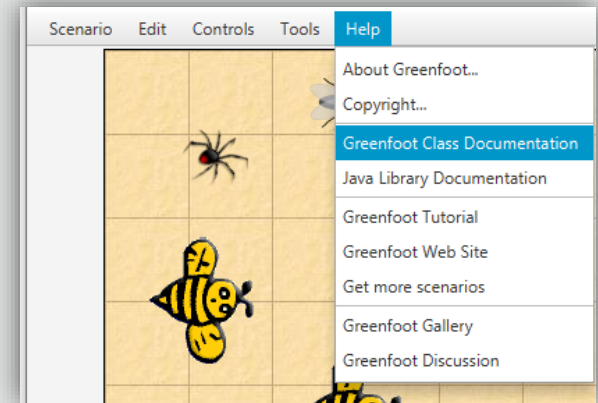 Scenario Edit Controls Tools Help
About Greenfoot...
Copyright...
Greenfoot Class Documentation
Java Library Documentation
Greenfoot Tutorial
Greenfoot Web Site
Get more scenarios
Greenfoot Gallery
Greenfoot Discussion